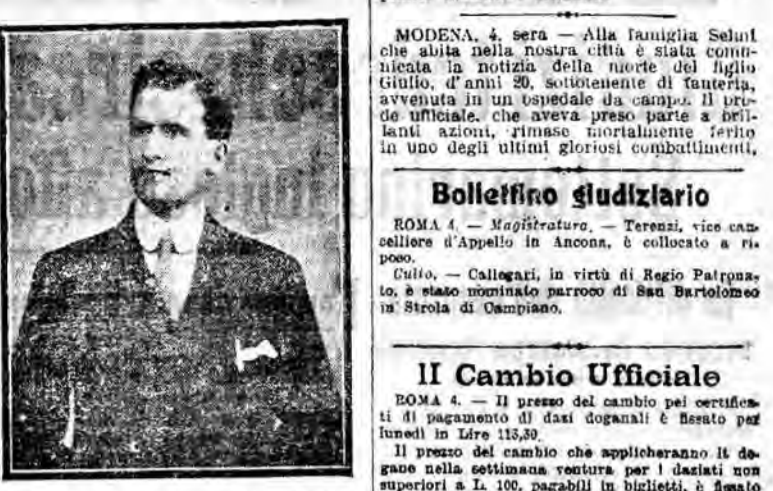 MODENA, 4, sera — Alla famiglia Selmi
che abita nella nostra città è stata comu-
nicata la notizia della morte del figlio
Giulio, d'anni 20, sottotenente di fanteria,
avvenuta in un ospedale da campo. Il pro-
de ufficiale, che aveva preso parte a bril-
lanti azioni, rimase mortalmente ferito
in uno degli ultimi gloriosi combattimenti.
Bollettino giudiziario
ROMA 4. — Magistratura. — Terenzi, vice can-
celliere d'Appello in Ancona, è collocato a ri-
poso.
Culto. — Callegari, in virtù di Regio Patrona-
to, è stato nominato parroco di San Bartolomeo
in Strola di Campiano.
Il Cambio Ufficiale
ROMA 4. — Il prezzo del cambio pei certifica-
ti di pagamento di dazi doganali è fissato per
lunedì in Lire 115,30.
Il prezzo del cambio che applicheranno le do-
gane nella settimana ventura per i daziati non
superiori a L. 100, pagabili in biglietti, è fissato